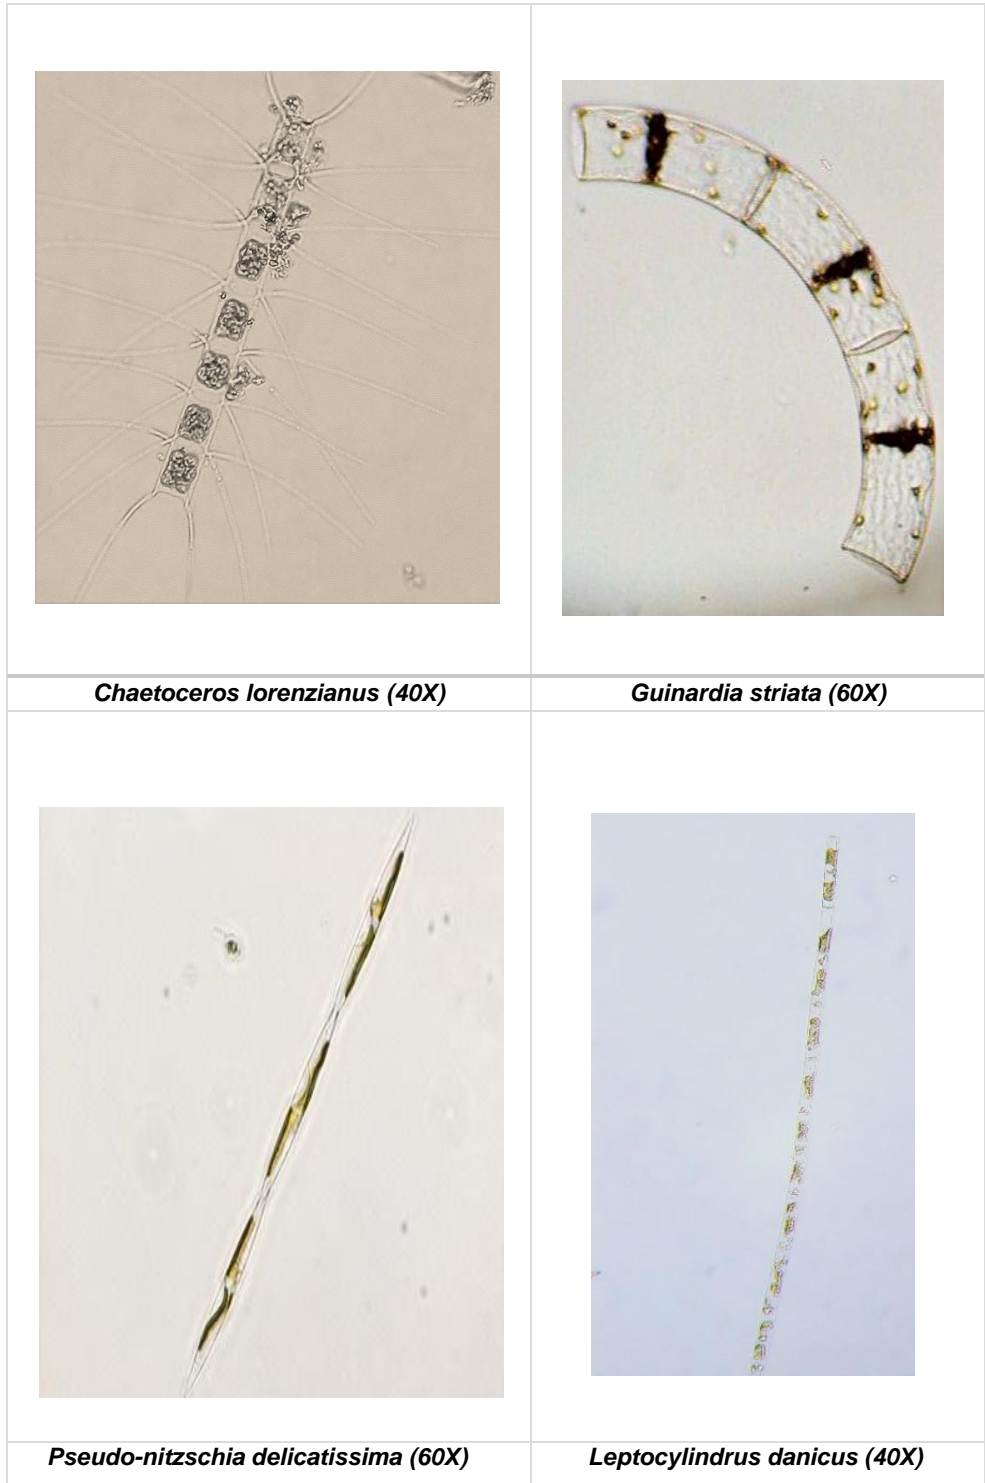 Chaetoceros lorenzianus (40X)
Guinardia striata (60X)
Pseudo-nitzschia delicatissima (60X)
Leptocylindrus danicus (40X)